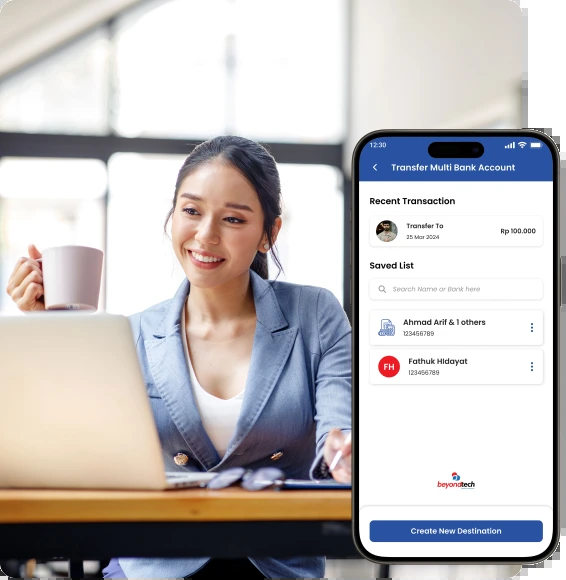 12:30
Transfer Multi Bank Account
Recent Transaction
Transfer To
25 Mar 2024
Rp 100.000
Saved List
Search Name or Bank here
Ahmad Arif & 1 others
123456789
FH
Fathuk HIdayat
123456789
beyondtech
Create New Destination